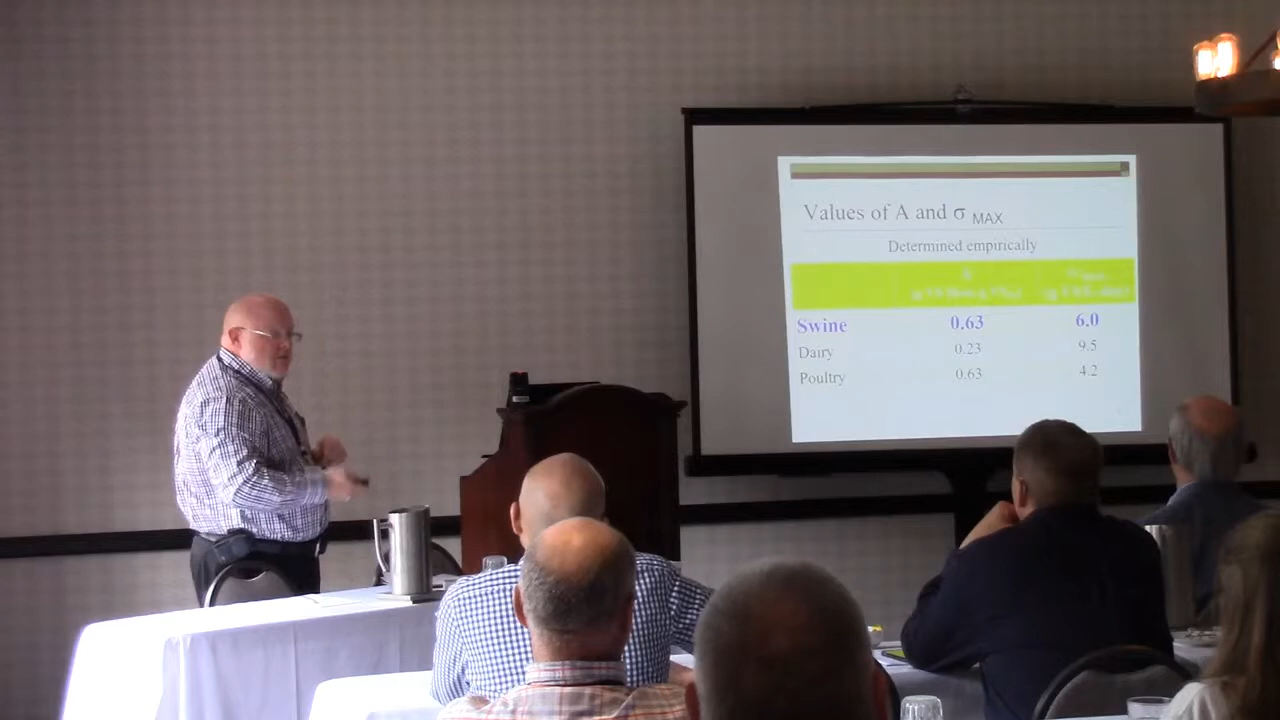 Values of A and σ MAX
Determined empirically
Swine 0.63 6.0
Dairy 0.23 9.5
Poultry 0.63 4.2